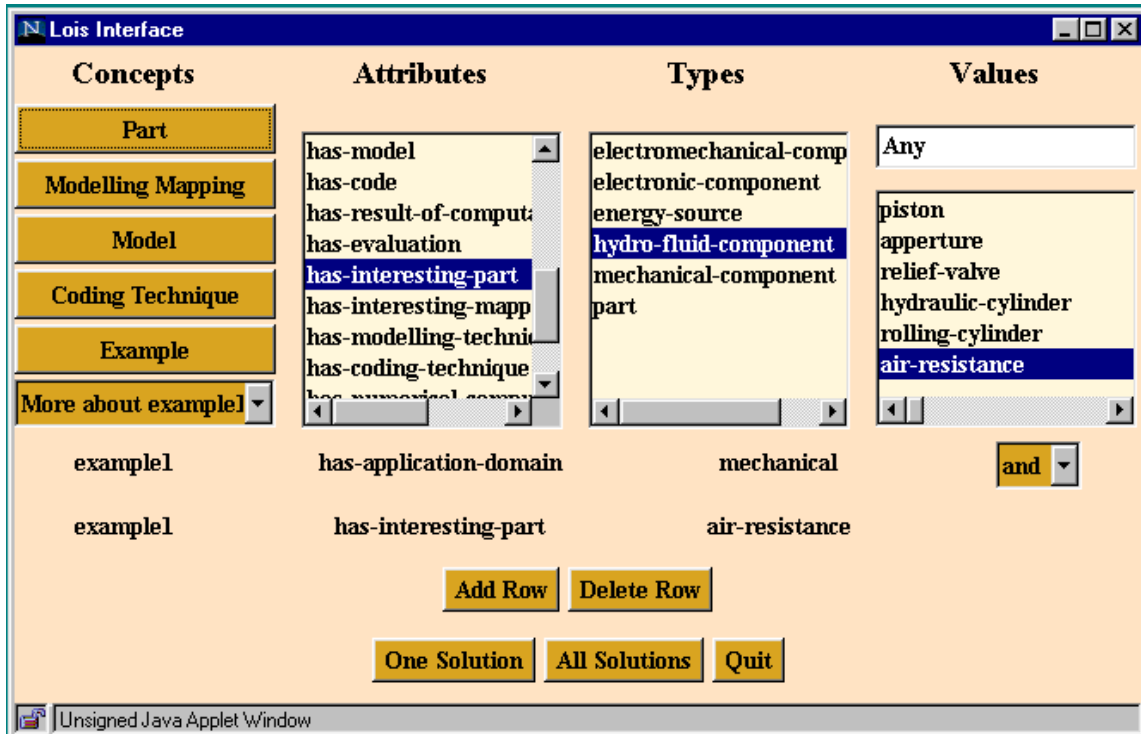 Lois Interface
Concepts Attributes Types Values
Part
Modelling Mapping
Model
Coding Technique
Example
More about example1
has-model
has-code
has-result-of-computa
has-evaluation
has-interesting-part
has-interesting-mapp
has-modelling-techni
has-coding-technique
has-numerical-compu
electromechanical-comp
electronic-component
energy-source
hydro-fluid-component
mechanical-component
part
Any
piston
apperture
relief-valve
hydraulic-cylinder
rolling-cylinder
air-resistance
example1 has-application-domain mechanical and
example1 has-interesting-part air-resistance
Add Row Delete Row
One Solution All Solutions Quit
Unsigned Java Applet Window